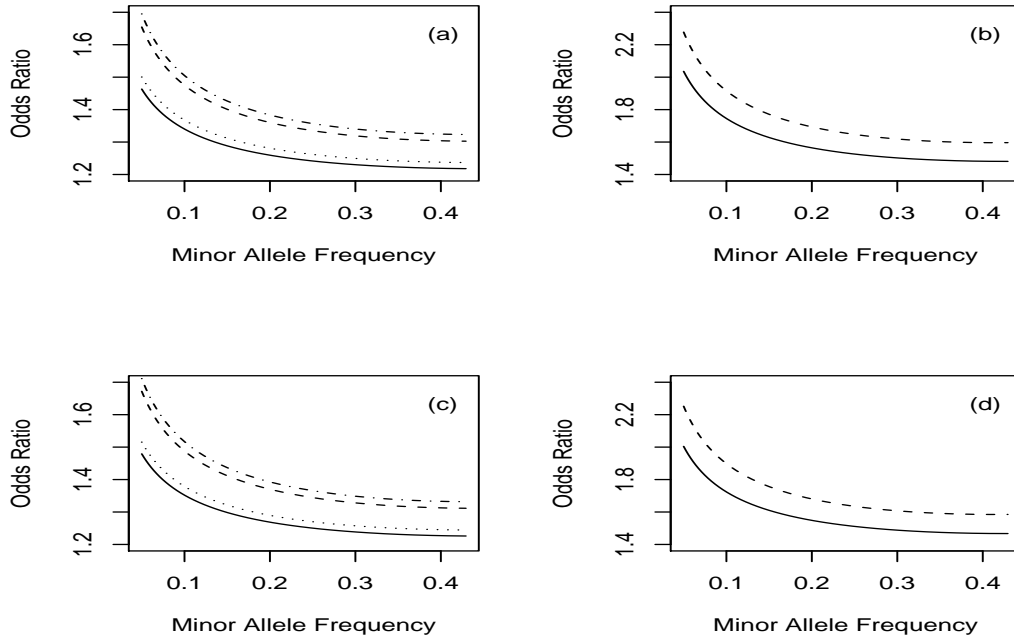 (a)
Odds Ratio
1.2 1.4 1.6
0.1 0.2 0.3 0.4
Minor Allele Frequency
(b)
Odds Ratio
1.4 1.8 2.2
0.1 0.2 0.3 0.4
Minor Allele Frequency
(c)
Odds Ratio
1.2 1.4 1.6
0.1 0.2 0.3 0.4
Minor Allele Frequency
(d)
Odds Ratio
1.4 1.8 2.2
0.1 0.2 0.3 0.4
Minor Allele Frequency